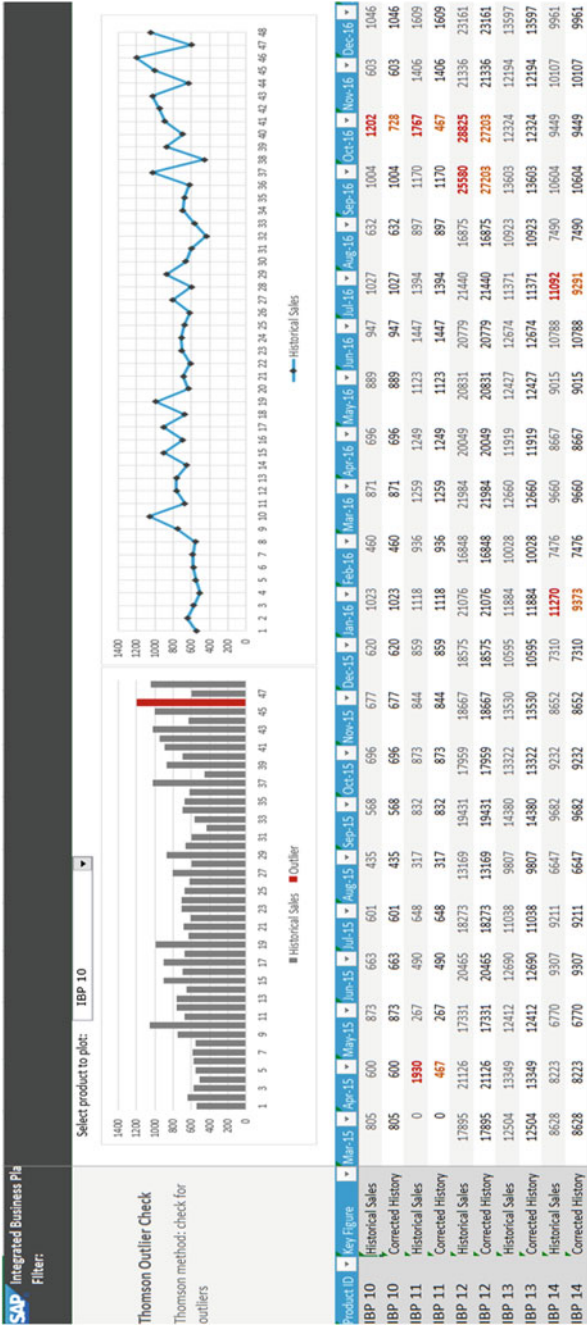 SAP Integrated Business Pla
Filter:
Select product to plot: IBP 10
Thomson Outlier Check
Thomson method: check for
outliers
1400
1200
1000
800
600
400
200
0
1 3 5 7 9 11 13 15 17 19 21 23 25 27 29 31 33 35 37 39 41 43 45 47
Historical Sales Outlier
1400
1200
1000
800
600
400
200
0
1 2 3 4 5 6 7 8 9 10 11 12 13 14 15 16 17 18 19 20 21 22 23 24 25 26 27 28 29 30 31 32 33 34 35 36 37 38 39 40 41 42 43 44 45 46 47 48
Historical Sales
Product ID Key Figure Mar-15 Apr-15 May-15 Jun-15 Jul-15 Aug-15 Sep-15 Oct-15 Nov-15 Dec-15 Jan-16 Feb-16 Mar-16 Apr-16 May-16 Jun-16 Jul-16 Aug-16 Sep-16 Oct-16 Nov-16 Dec-16
IBP 10 Historical Sales 805 600 873 663 601 435 568 696 677 620 1023 460 871 696 889 947 1027 632 1004 1202 603 1046
IBP 10 Corrected History 805 600 873 663 601 435 568 696 677 620 1023 460 871 696 889 947 1027 632 1004 728 603 1046
IBP 11 Historical Sales 0 1930 267 490 648 317 832 873 844 859 1118 936 1259 1249 1123 1447 1394 897 1170 1767 1406 1609
IBP 11 Corrected History 0 467 267 490 648 317 832 873 844 859 1118 936 1259 1249 1123 1447 1394 897 1170 467 1406 1609
IBP 12 Historical Sales 17895 21126 17331 20465 18273 13169 19431 17959 18667 18575 21076 16848 21984 20049 20831 20779 21440 16875 25580 28825 21336 23161
IBP 12 Corrected History 17895 21126 17331 20465 18273 13169 19431 17959 18667 18575 21076 16848 21984 20049 20831 20779 21440 16875 27203 27203 21336 23161
IBP 13 Historical Sales 12504 13349 12412 12690 11038 9807 14380 13322 13530 10595 11884 10028 12660 11919 12427 12674 11371 10923 13603 12324 12194 13597
IBP 13 Corrected History 12504 13349 12412 12690 11038 9807 14380 13322 13530 10595 11884 10028 12660 11919 12427 12674 11371 10923 13603 12324 12194 13597
IBP 14 Historical Sales 8628 8223 6770 9307 9211 6647 9682 9232 8652 7310 11270 7476 9660 8667 9015 10788 11092 7490 10604 9449 10107 9961
IBP 14 Corrected History 8628 8223 6770 9307 9211 6647 9682 9232 8652 7310 9373 7476 9660 8667 9015 10788 9291 7490 10604 9449 10107 9961